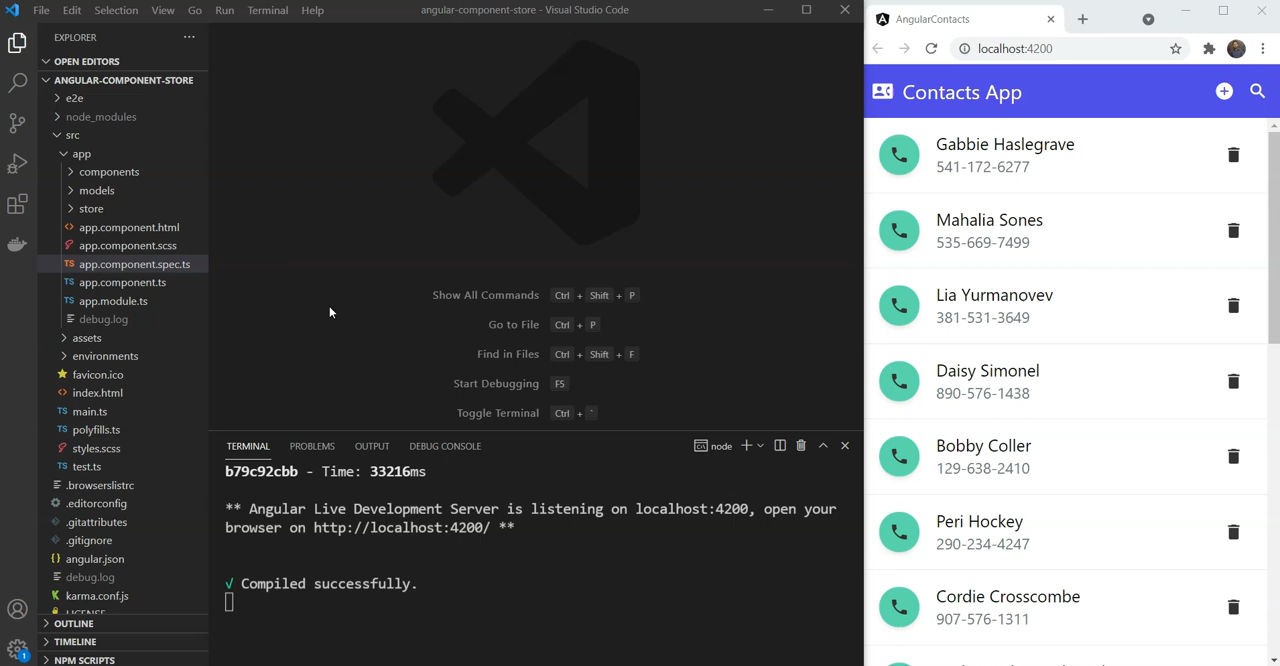 File Edit Selection View Go Run Terminal Help
angular-component-store - Visual Studio Code
EXPLORER
OPEN EDITORS
ANGULAR-COMPONENT-STORE
e2e
node_modules
src
app
components
models
store
app.component.html
app.component.scss
TS app.component.spec.ts
TS app.component.ts
TS app.module.ts
debug.log
assets
environments
favicon.ico
index.html
TS main.ts
TS polyfills.ts
styles.scss
TS test.ts
.browserslistrc
.editorconfig
.gitattributes
.gitignore
{} angular.json
debug.log
karma.conf.js
LICENSE
OUTLINE
TIMELINE
NPM SCRIPTS
1
Show All Commands Ctrl + Shift + P
Go to File Ctrl + P
Find in Files Ctrl + Shift + F
Start Debugging F5
Toggle Terminal Ctrl + `
TERMINAL PROBLEMS OUTPUT DEBUG CONSOLE
node
b79c92cbb - Time: 33216ms
** Angular Live Development Server is listening on localhost:4200, open your
browser on http://localhost:4200/ **
√ Compiled successfully.
AngularContacts
localhost:4200
Contacts App
Gabbie Haslegrave
541-172-6277
Mahalia Sones
535-669-7499
Lia Yurmanovev
381-531-3649
Daisy Simonel
890-576-1438
Bobby Coller
129-638-2410
Peri Hockey
290-234-4247
Cordie Crosscombe
907-576-1311